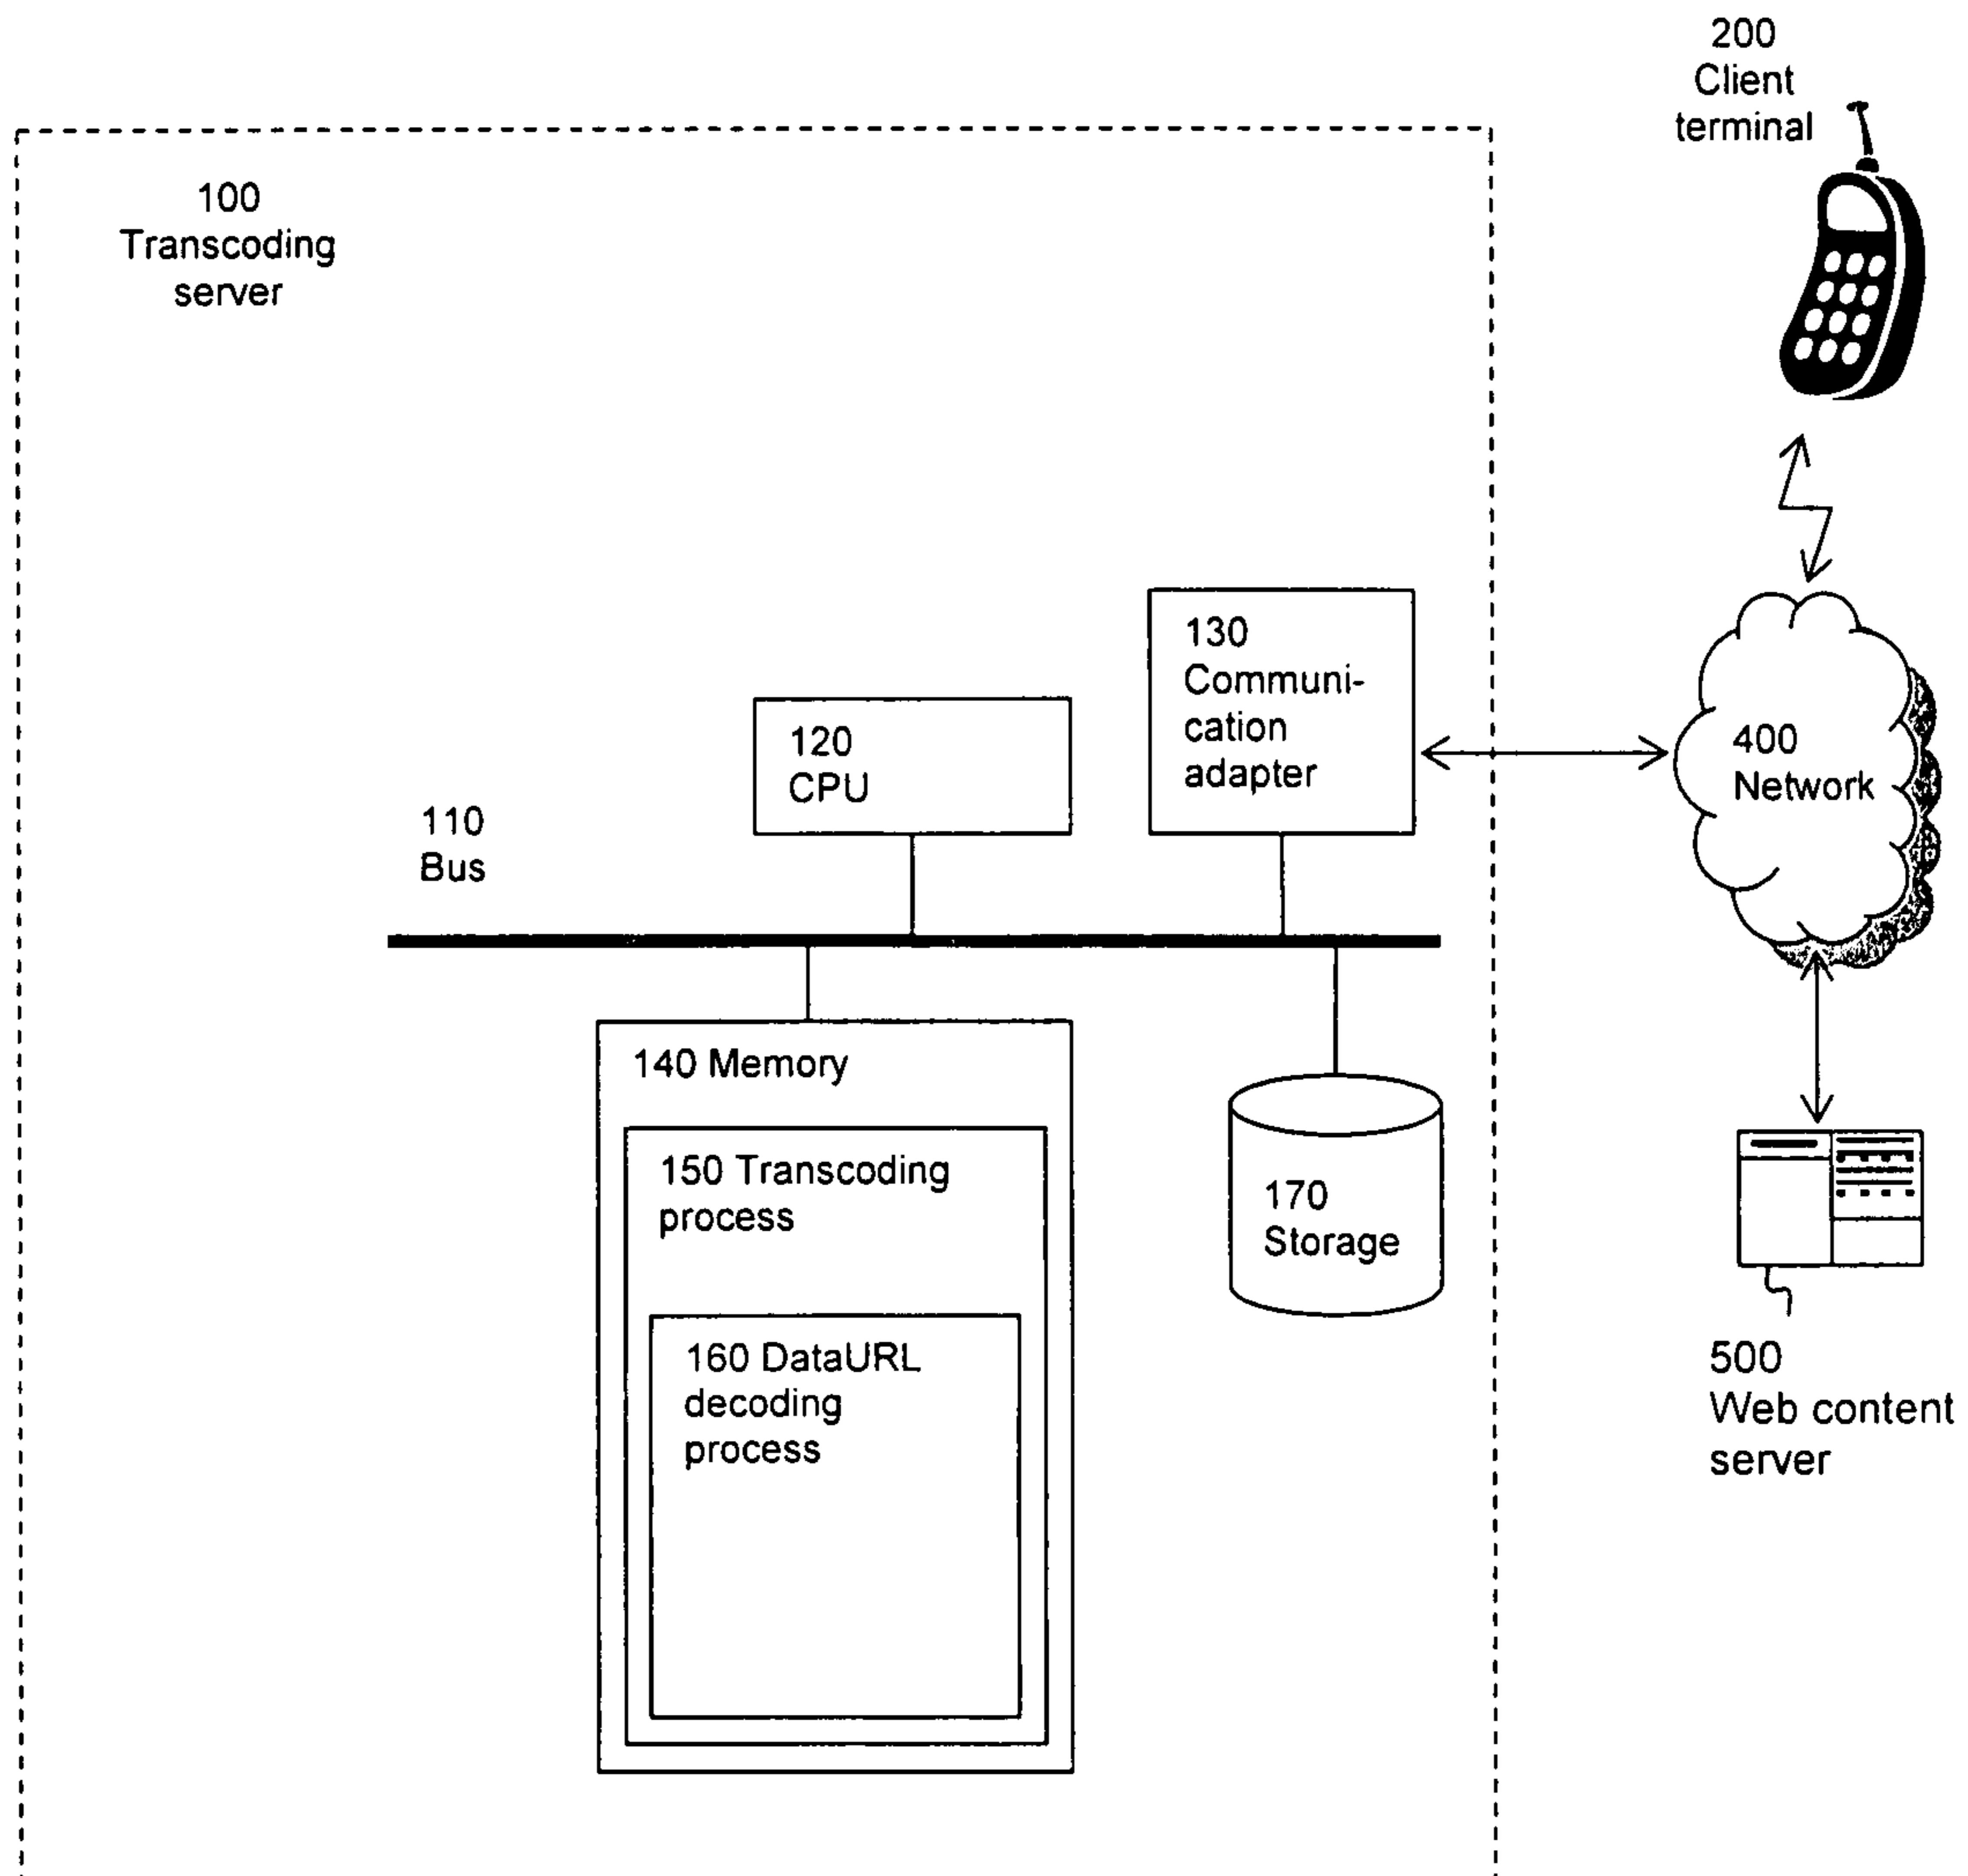 200
Client
terminal
100
Transcoding
server
130
Communi-
cation
adapter
120
CPU
400
Network
110
Bus
140 Memory
150 Transcoding
process
170
Storage
160 DataURL
decoding
process
500
Web content
server